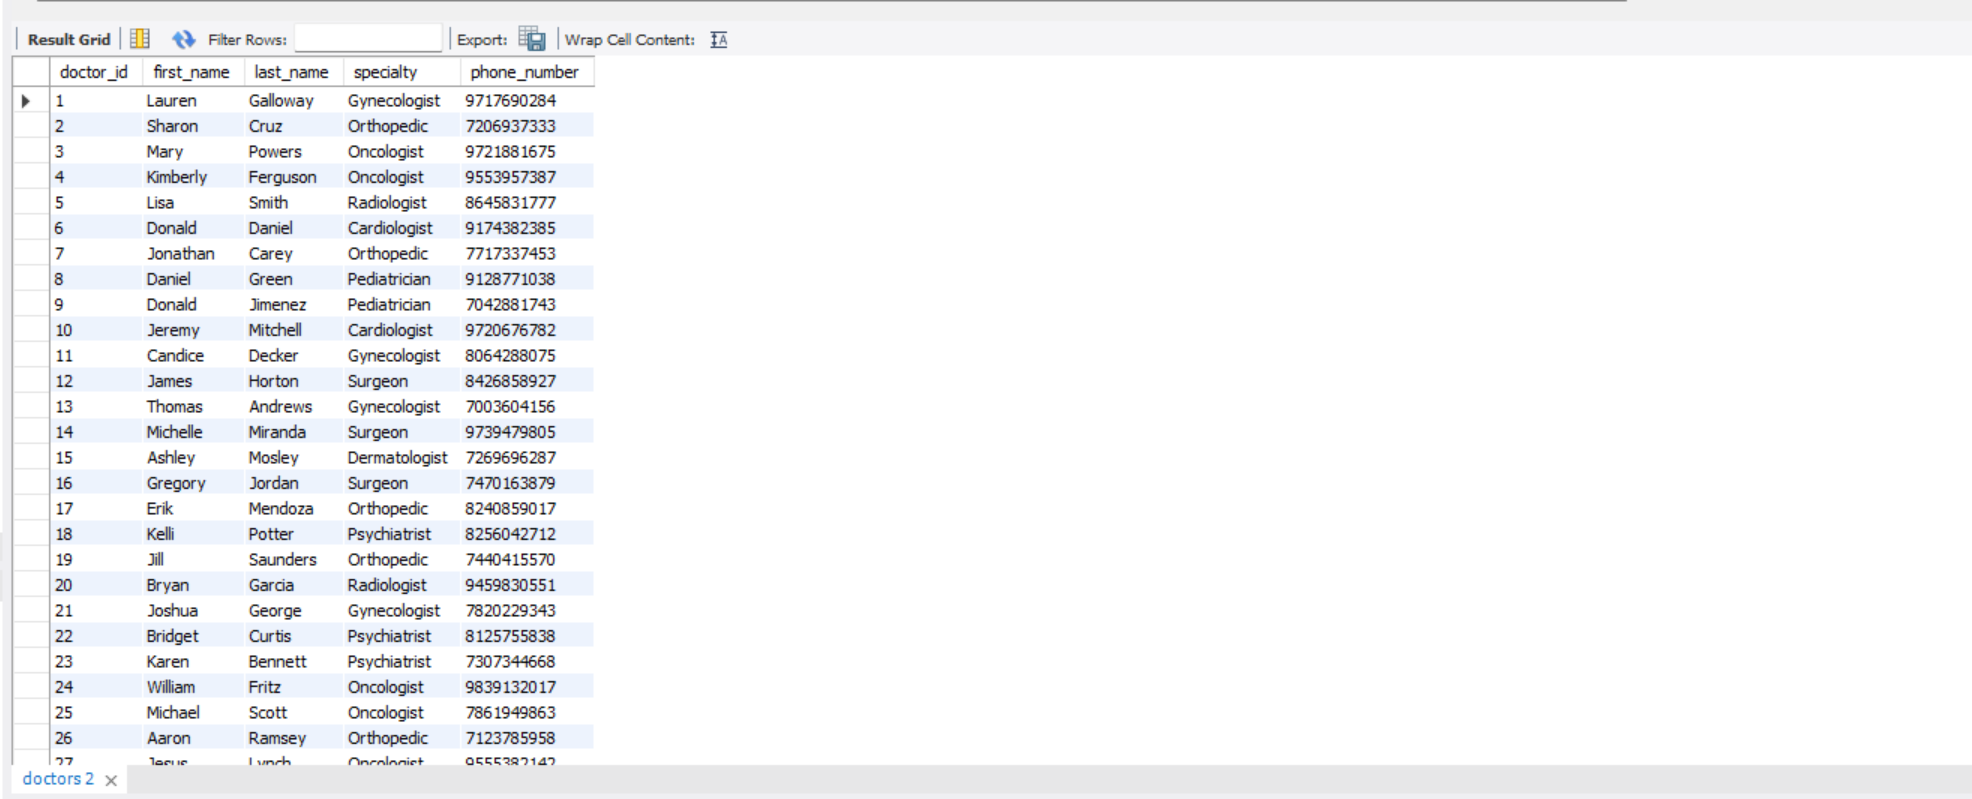 Result Grid Filter Rows: Export: Wrap Cell Content: IA
doctor_id first_name last_name specialty phone_number
1 Lauren Galloway Gynecologist 9717690284
2 Sharon Cruz Orthopedic 7206937333
3 Mary Powers Oncologist 9721881675
4 Kimberly Ferguson Oncologist 9553957387
5 Lisa Smith Radiologist 8645831777
6 Donald Daniel Cardiologist 9174382385
7 Jonathan Carey Orthopedic 7717337453
8 Daniel Green Pediatrician 9128771038
9 Donald Jimenez Pediatrician 7042881743
10 Jeremy Mitchell Cardiologist 9720676782
11 Candice Decker Gynecologist 8064288075
12 James Horton Surgeon 8426858927
13 Thomas Andrews Gynecologist 7003604156
14 Michelle Miranda Surgeon 9739479805
15 Ashley Mosley Dermatologist 7269696287
16 Gregory Jordan Surgeon 7470163879
17 Erik Mendoza Orthopedic 8240859017
18 Kelli Potter Psychiatrist 8256042712
19 Jill Saunders Orthopedic 7440415570
20 Bryan Garcia Radiologist 9459830551
21 Joshua George Gynecologist 7820229343
22 Bridget Curtis Psychiatrist 8125755838
23 Karen Bennett Psychiatrist 7307344668
24 William Fritz Oncologist 9839132017
25 Michael Scott Oncologist 7861949863
26 Aaron Ramsey Orthopedic 7123785958
27 Jesus Lynch Oncologist 9555382142
doctors 2